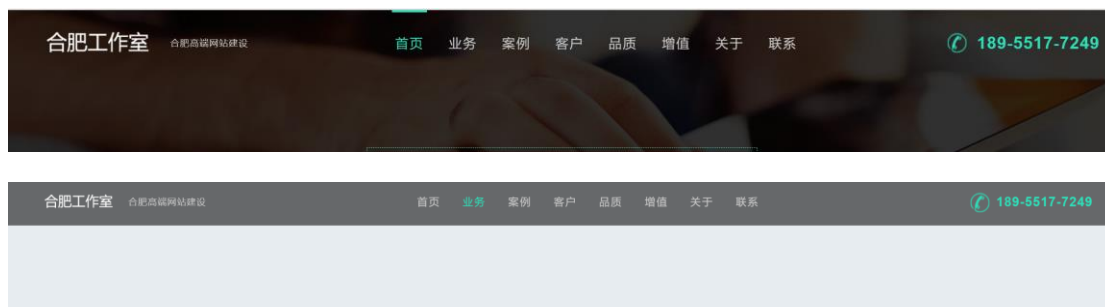 合肥工作室 合肥高端网站建设 首页 业务 案例 客户 品质 增值 关于 联系 189-5517-7249
合肥工作室 合肥高端网站建设 首页 业务 案例 客户 品质 增值 关于 联系 189-5517-7249